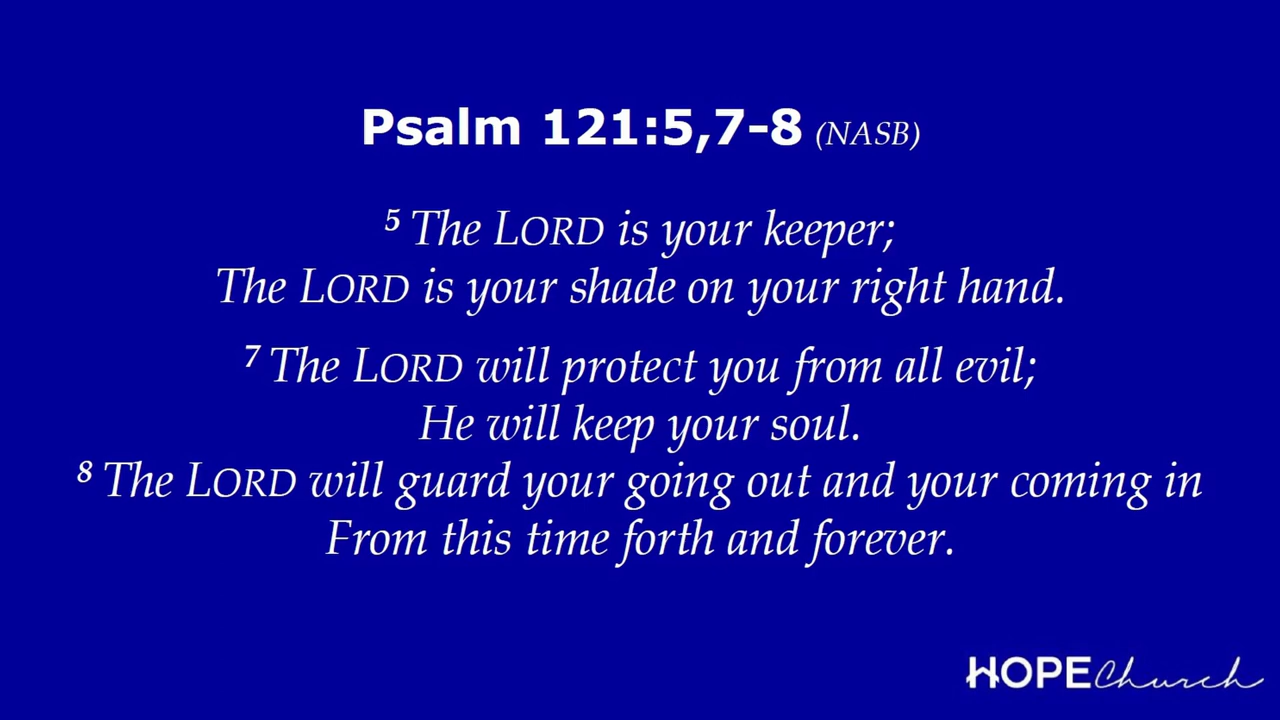 Psalm 121:5,7-8 (NASB)
5 The LORD is your keeper;
The LORD is your shade on your right hand.
7 The LORD will protect you from all evil;
He will keep your soul.
8 The LORD will guard your going out and your coming in
From this time forth and forever.
HOPE Church